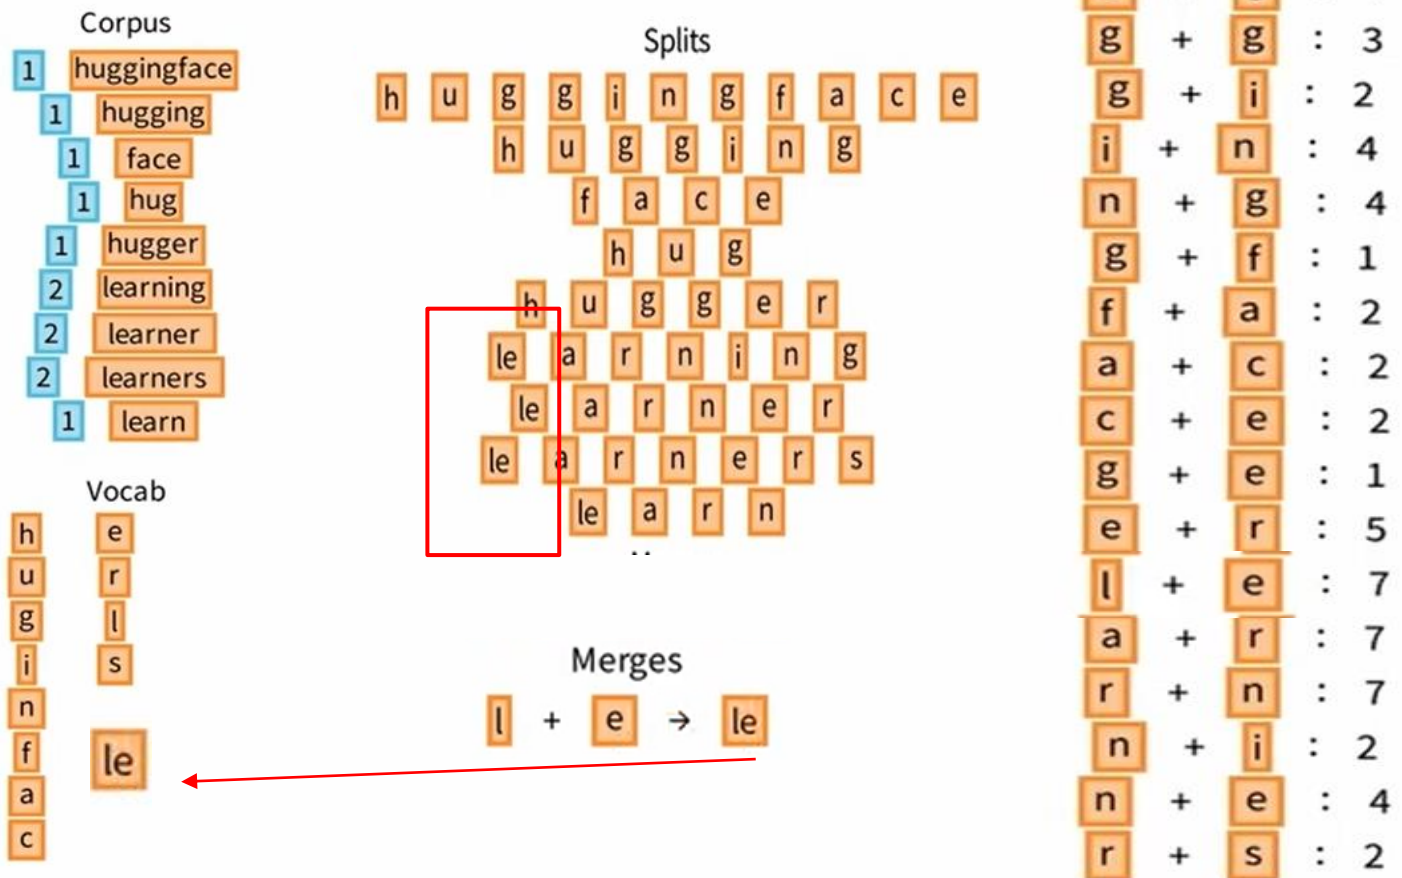 Corpus
1 huggingface
1 hugging
1 face
1 hug
1 hugger
2 learning
2 learner
2 learners
1 learn
Vocab
h e
u r
g l
i s
n
f le
a
c
Splits
h u g g i n g f a c e
h u g g i n g
f a c e
h u g
h u g g e r
le a r n i n g
le a r n e r
le a r n e r s
le a r n
Merges
l + e → le
g + g : 3
g + i : 2
i + n : 4
n + g : 4
g + f : 1
f + a : 2
a + c : 2
c + e : 2
g + e : 1
e + r : 5
l + e : 7
a + r : 7
r + n : 7
n + i : 2
n + e : 4
r + s : 2